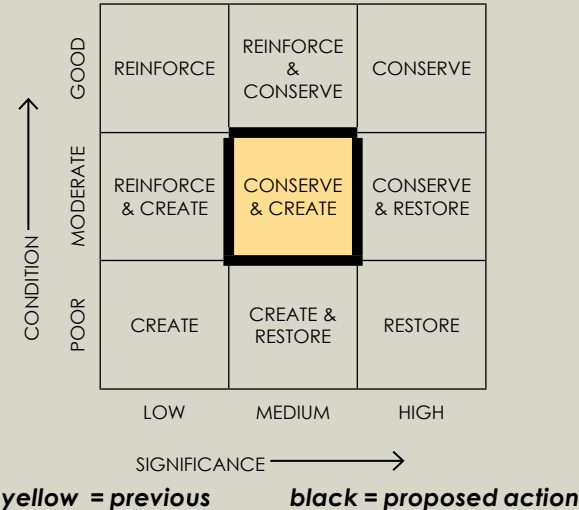 GOOD
REINFORCE
REINFORCE
&
CONSERVE
CONSERVE
CONDITION
MODERATE
REINFORCE
& CREATE
CONSERVE
& CREATE
CONSERVE
& RESTORE
POOR
CREATE
CREATE &
RESTORE
RESTORE
LOW
MEDIUM
HIGH
SIGNIFICANCE
yellow = previous
black = proposed action